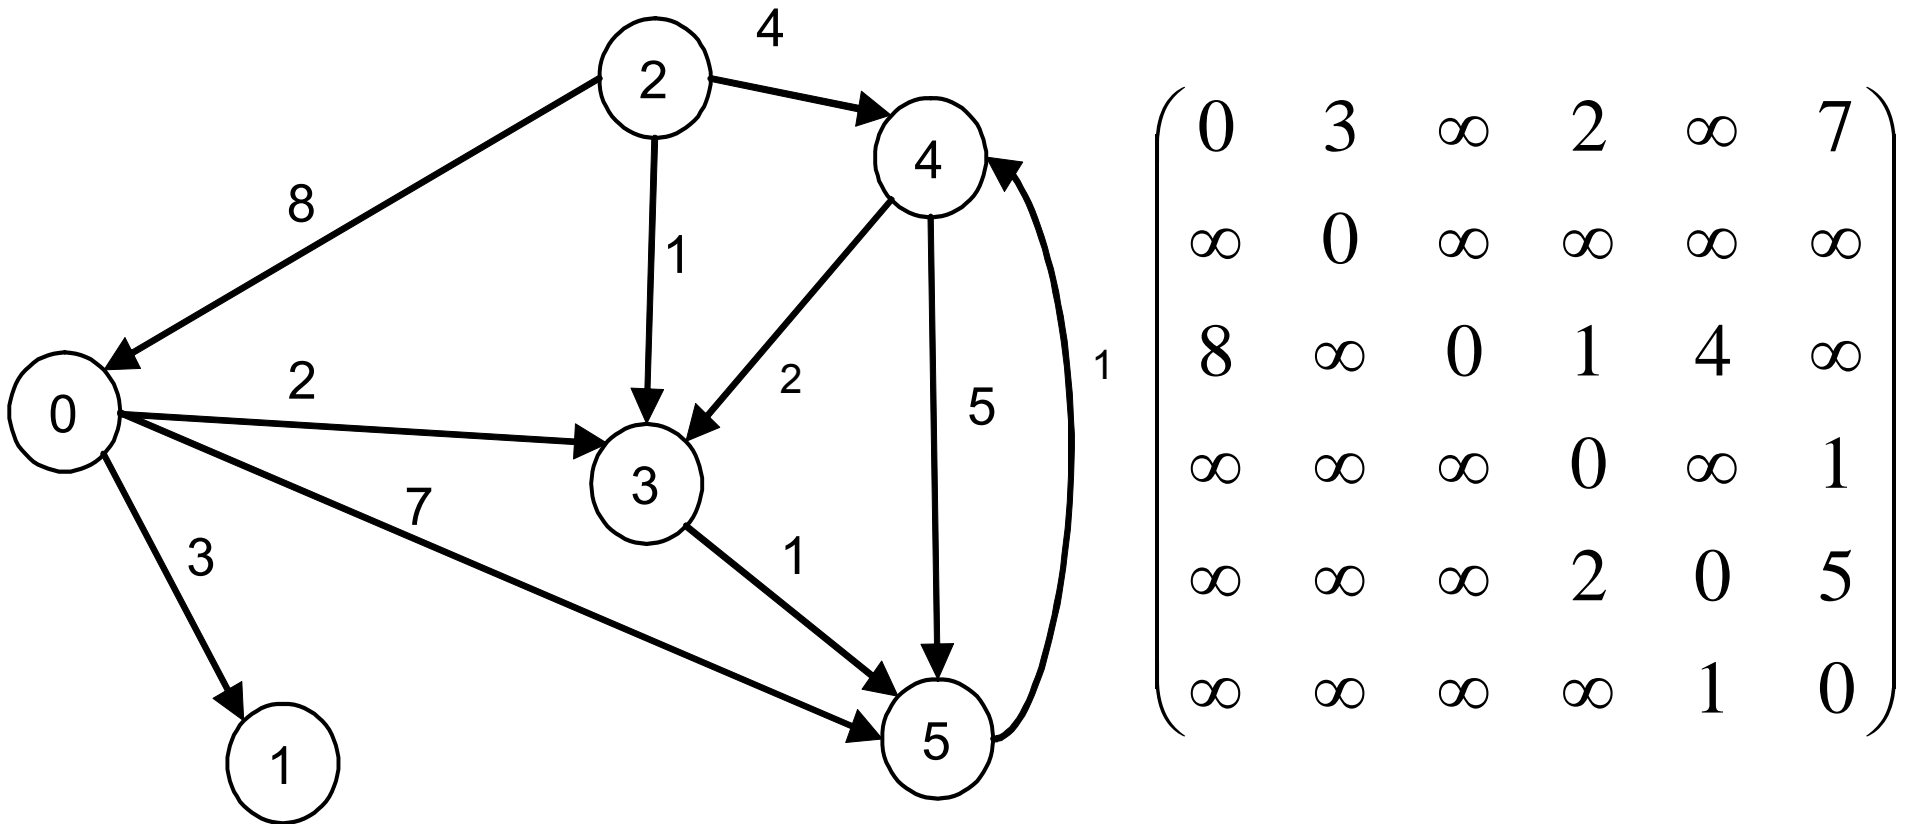 4
2
4
8
1
1
2
2
5
0
3
7
1
3
5
1
0 3 ∞ 2 ∞ 7
∞ 0 ∞ ∞ ∞ ∞
8 ∞ 0 1 4 ∞
∞ ∞ ∞ 0 ∞ 1
∞ ∞ ∞ 2 0 5
∞ ∞ ∞ ∞ 1 0